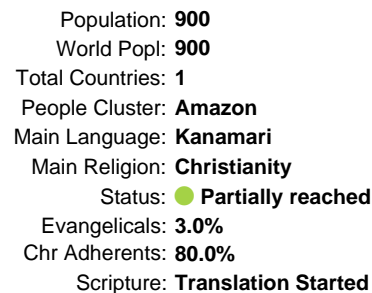 Population: 900
World Popl: 900
Total Countries: 1
People Cluster: Amazon
Main Language: Kanamari
Main Religion: Christianity
Status: Partially reached
Evangelicals: 3.0%
Chr Adherents: 80.0%
Scripture: Translation Started